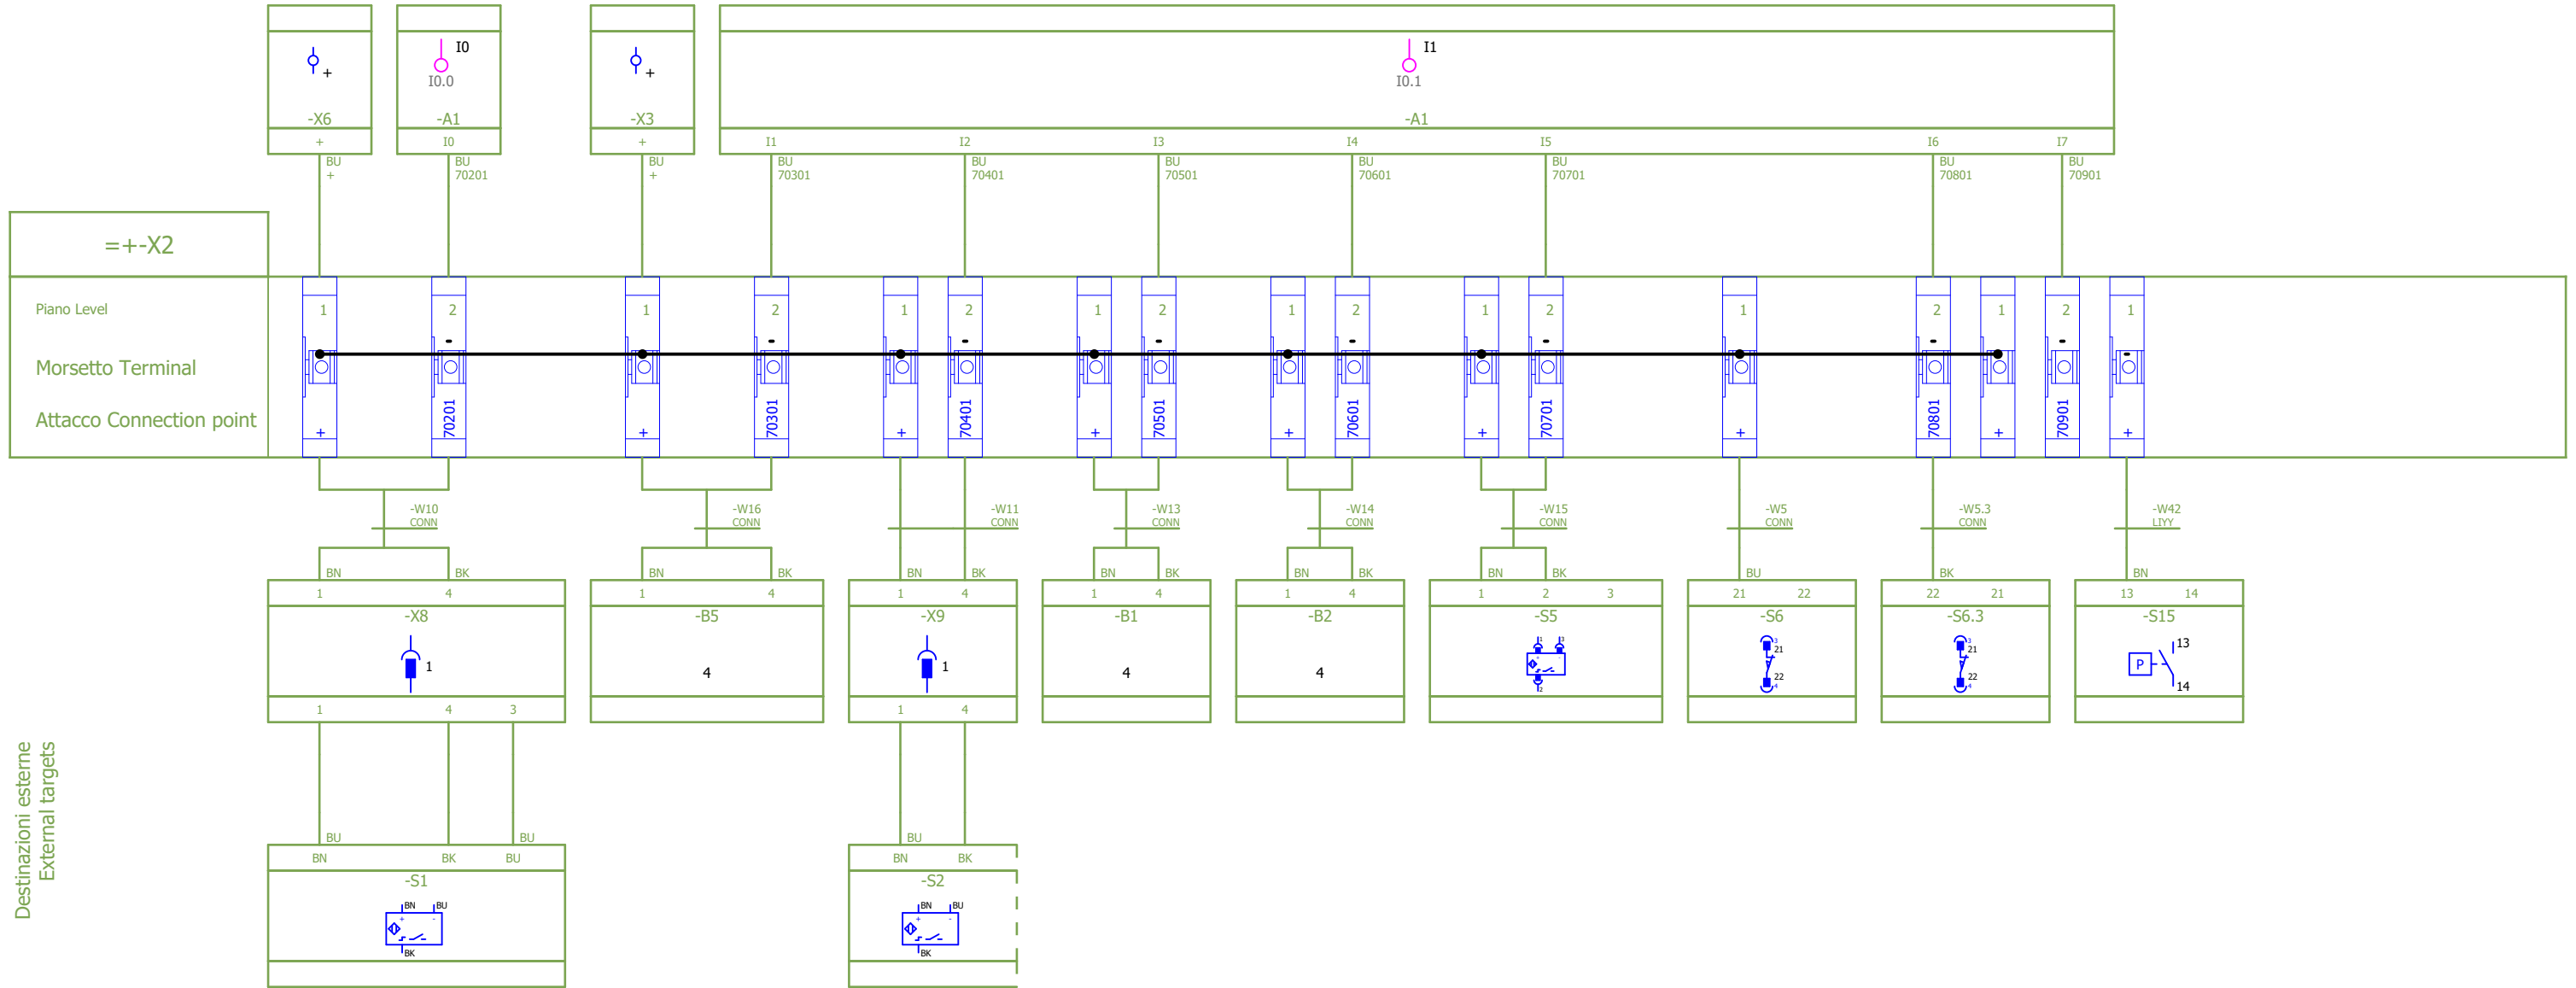 I0
I0.0
+
-X6
-A1
+
-X3
I1
I0.1
-A1
+
I0
+
I1
I2
I3
I4
I5
I6
I7
BU
+
BU
70201
BU
+
BU
70301
BU
70401
BU
70501
BU
70601
BU
70701
BU
70801
BU
70901
=+-X2
Piano Level
1 2 1 2 1 2 1 2 1 2 1 2 1 2 1 2 1
Morsetto Terminal
Attacco Connection point
+ 70201 + 70301 + 70401 + 70501 + 70601 + 70701 + 70801 + 70901 +
-W10
CONN
-W16
CONN
-W11
CONN
-W13
CONN
-W14
CONN
-W15
CONN
-W5
CONN
-W5.3
CONN
-W42
LIYY
BN BK BN BK BN BK BN BK BN BK BN BK BU BK BN
1 4 1 4 1 4 1 4 1 4 1 2 3 21 22 22 21 13 14
-X8
1
-B5
4
-X9
1
-B1
4
-B2
4
-S5
1 3
+ -
2
-S6
3
21
22
4
-S6.3
3
21
22
4
-S15
13
P
14
1 4 3
1 4
Destinazioni esterne
External targets
BU BU
BN BK BU
-S1
BN BU
+ -
BK
BU
BN BK
-S2
BN BU
+ -
BK